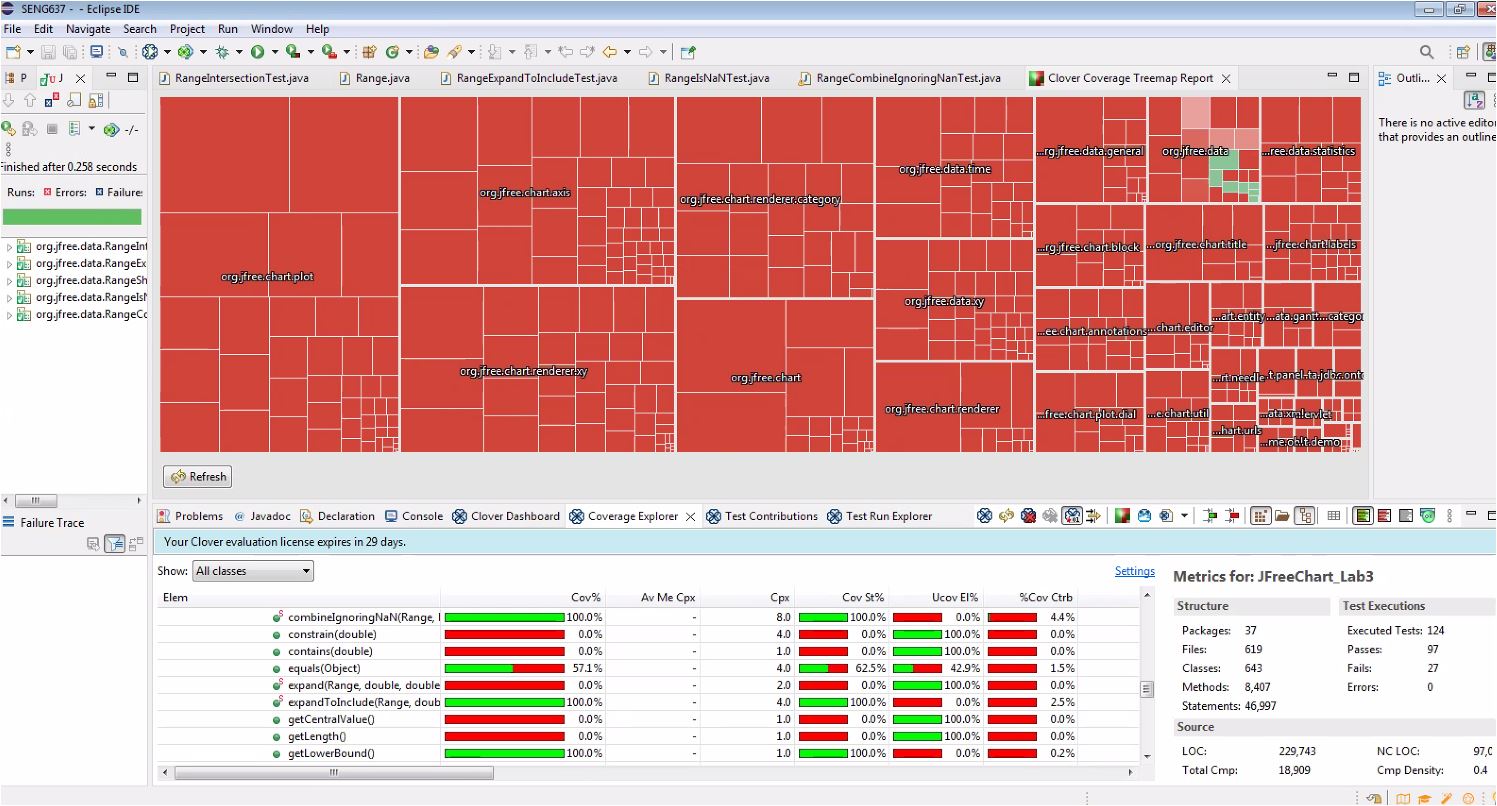 SENG637 - - Eclipse IDE
File Edit Navigate Search Project Run Window Help
P J
RangeIntersectionTest.java Range.java RangeExpandToIncludeTest.java RangeIsNaNTest.java RangeCombineIgnoringNanTest.java Clover Coverage Treemap Report Outli...
There is no active editor
that provides an outline
-/-
Finished after 0.258 seconds
Runs: Errors: Failures
org.jfree.data.RangeInt
org.jfree.data.RangeEx
org.jfree.data.RangeSh
org.jfree.data.RangeIsN
org.jfree.data.RangeCo
org.jfree.chart.plot
org.jfree.chart.axis
org.jfree.chart.renderer.xy
org.jfree.chart.renderer.category
org.jfree.chart
org.jfree.data.time
org.jfree.data.xy
org.jfree.chart.renderer
...rg.jfree.data.general
org.jfree.data
...ree.data.statistics
...rg.jfree.chart.block
...org.jfree.chart.title
...jfree.chart.labels
...ee.chart.annotations
...chart.editor
...art.entity
...ata.gantt
...catego
...free.chart.plot.dial
...e.chart.util
...rt.needle
...t.panel
...ta.jdbc
...hart.urls
Refresh
Failure Trace
Problems Javadoc Declaration Console Clover Dashboard Coverage Explorer Test Contributions Test Run Explorer
Your Clover evaluation license expires in 29 days.
Show: All classes Settings
Elem Cov% Av Me Cpx Cpx Cov St% Ucov El% %Cov Ctrb
combineIgnoringNaN(Range, 100.0% - 8.0 100.0% 0.0% 4.4%
constrain(double) 0.0% - 4.0 0.0% 100.0% 0.0%
contains(double) 0.0% - 1.0 0.0% 100.0% 0.0%
equals(Object) 57.1% - 4.0 62.5% 42.9% 1.5%
expand(Range, double, double 0.0% - 2.0 0.0% 100.0% 0.0%
expandToInclude(Range, doub 100.0% - 4.0 100.0% 0.0% 2.5%
getCentralValue() 0.0% - 1.0 0.0% 100.0% 0.0%
getLength() 0.0% - 1.0 0.0% 100.0% 0.0%
getLowerBound() 100.0% - 1.0 100.0% 0.0% 0.2%
Metrics for: JFreeChart_Lab3
Structure
Packages: 37
Files: 619
Classes: 643
Methods: 8,407
Statements: 46,997
Test Executions
Executed Tests: 124
Passes: 97
Fails: 27
Errors: 0
Source
LOC: 229,743 NC LOC: 97,0
Total Cmp: 18,909 Cmp Density: 0.4